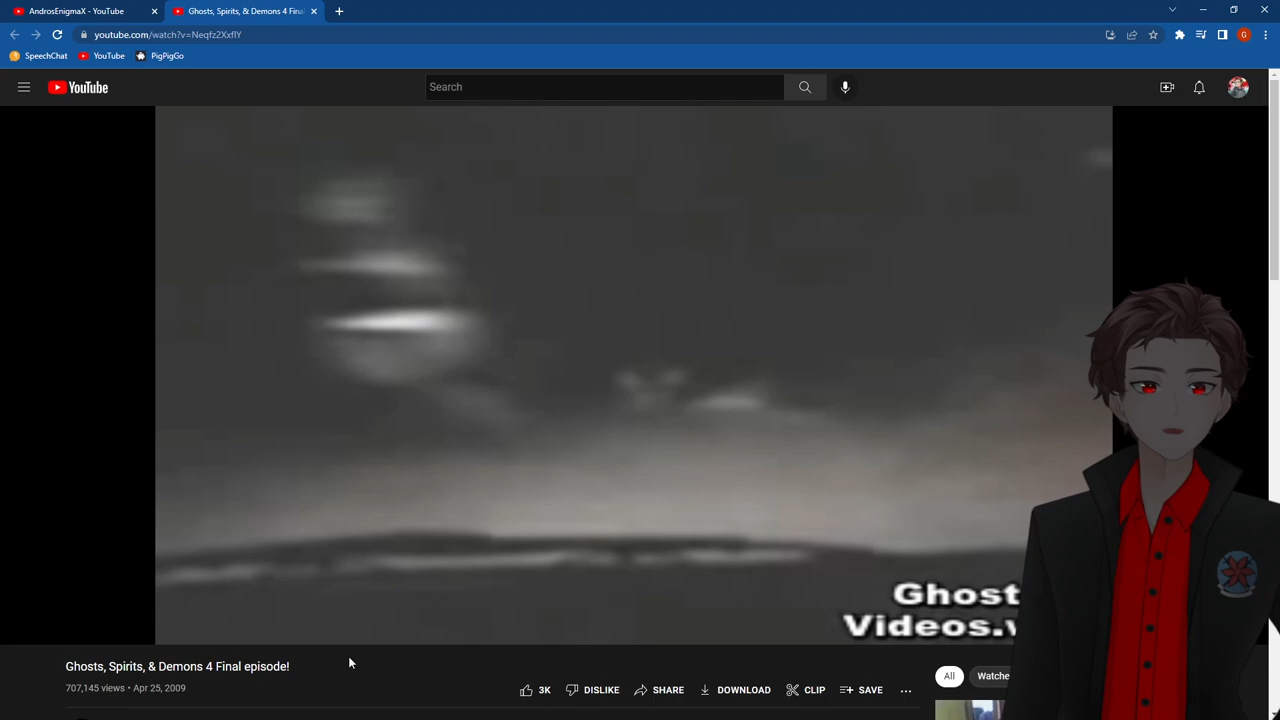 AndrosEnigmaX - YouTube
Ghosts, Spirits, & Demons 4 Fina
youtube.com/watch?v=Neqfz2XxflY
G
SpeechChat
YouTube
PigPigGo
YouTube
Search
Ghost
Videos.
Ghosts, Spirits, & Demons 4 Final episode!
707,145 views • Apr 25, 2009
3K
DISLIKE
SHARE
DOWNLOAD
CLIP
SAVE
All
Watche